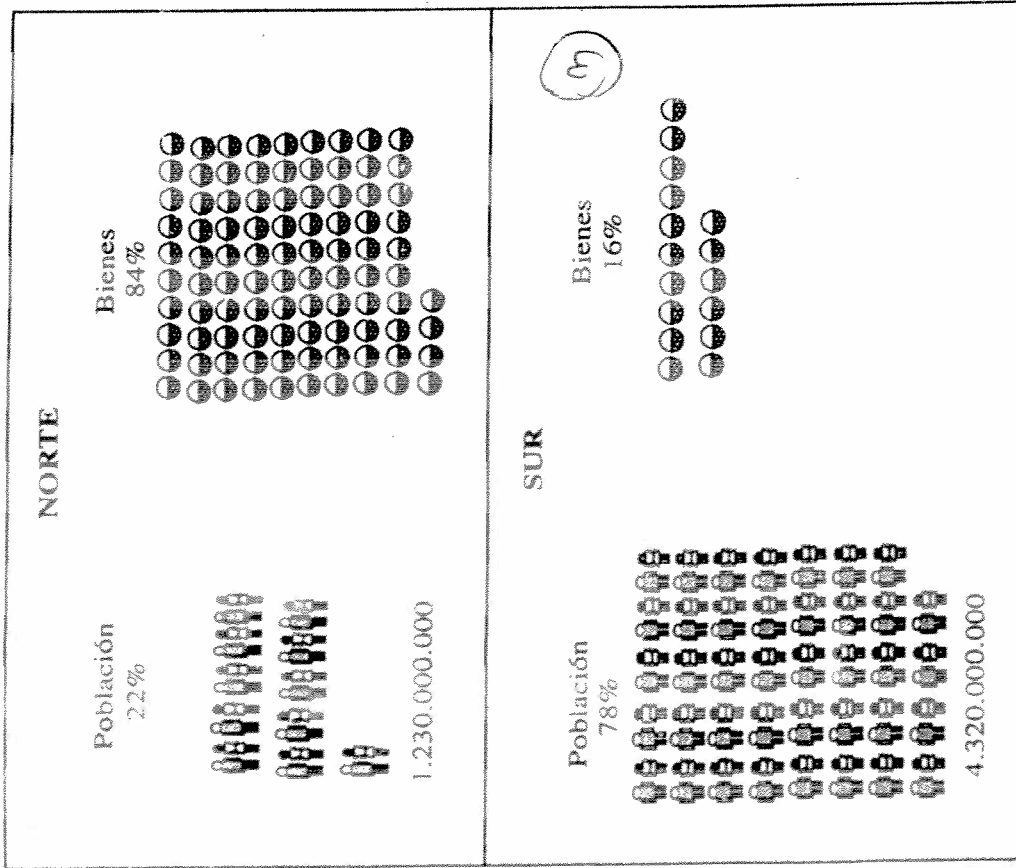 NORTE
Población
22%
1.230.000.000
Bienes
84%
SUR
Población
78%
4.320.000.000
Bienes
16%